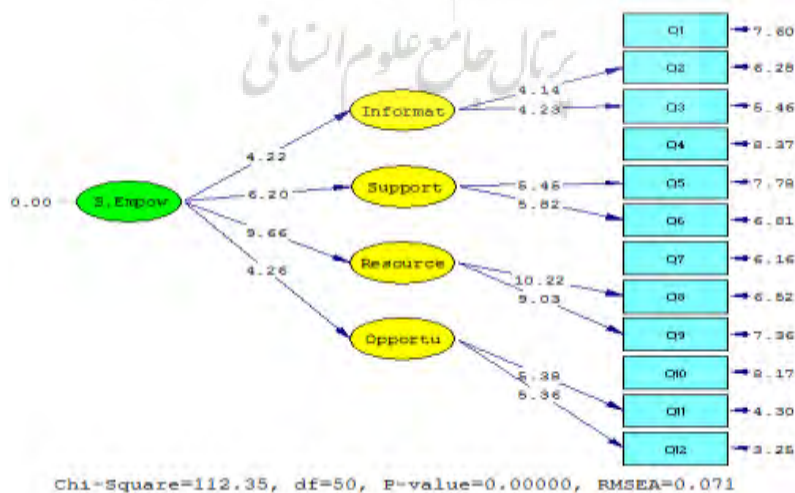 پرتال جامع علوم انسانی
Q1 7.60
Q2 6.28
4.14
Informat
4.23
Q3 6.46
Q4 8.37
4.22
Support
5.45
Q5 7.79
0.00
S.Empow
6.20
5.82
Q6 6.81
9.66
Q7 6.16
Resource
10.22
Q8 6.52
4.26
9.03
Q9 7.36
Opportu
Q10 8.17
5.39
Q11 4.30
5.36
Q12 3.25
Chi-Square=112.35, df=50, P-value=0.00000, RMSEA=0.071